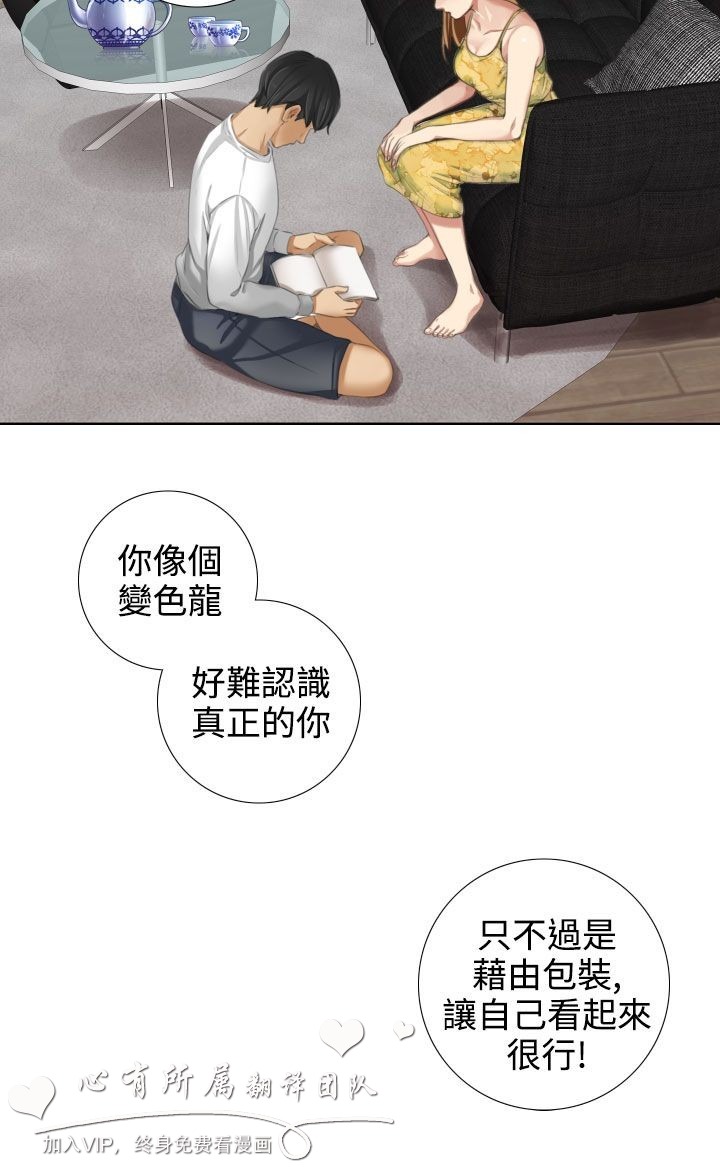 你像個
變色龍
好難認識
真正的你
只不過是
藉由包裝,
讓自己看起來
很行!
心有所属翻译团队
加入VIP，终身免费看漫画